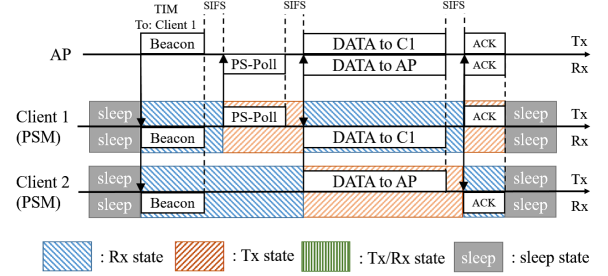 TIM
To: Client 1
SIFS
SIFS
SIFS
AP
Beacon
DATA to C1
ACK
Tx
PS-Poll
DATA to AP
ACK
Rx
Client 1
(PSM)
sleep
PS-Poll
ACK
sleep
Tx
sleep
Beacon
DATA to C1
sleep
Rx
Client 2
(PSM)
sleep
DATA to AP
sleep
Tx
sleep
Beacon
ACK
sleep
Rx
: Rx state
: Tx state
: Tx/Rx state
sleep
: sleep state